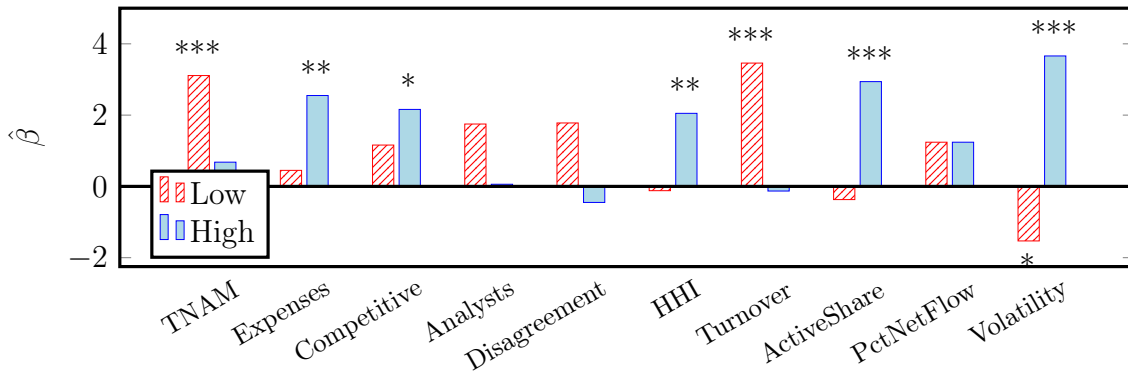 ***
***
***
***
**
*
**
4
2
0
−2
β̂
Low
High
*
TNAM
Expenses
Competitive
Analysts
Disagreement
HHI
Turnover
ActiveShare
PctNetFlow
Volatility